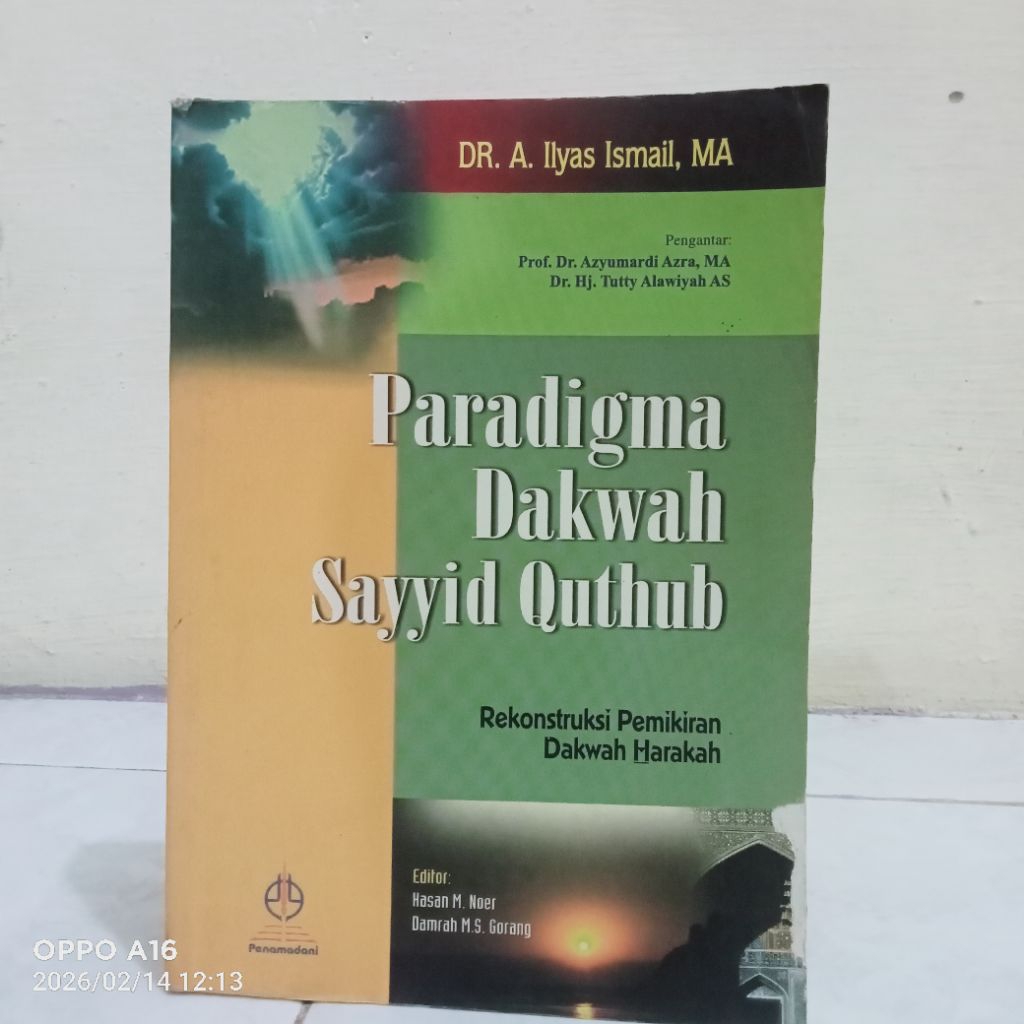 DR. A. Ilyas Ismail, MA
Pengantar:
Prof. Dr. Azyumardi Azra, MA
Dr. Hj. Tutty Alawiyah AS
Paradigma
Dakwah
Sayyid Quthub
Rekonstruksi Pemikiran
Dakwah Harakah
Editor:
Hasan M. Noer
Damrah M.S. Gorang
Penamadani
OPPO A16
2026/02/14 12:13